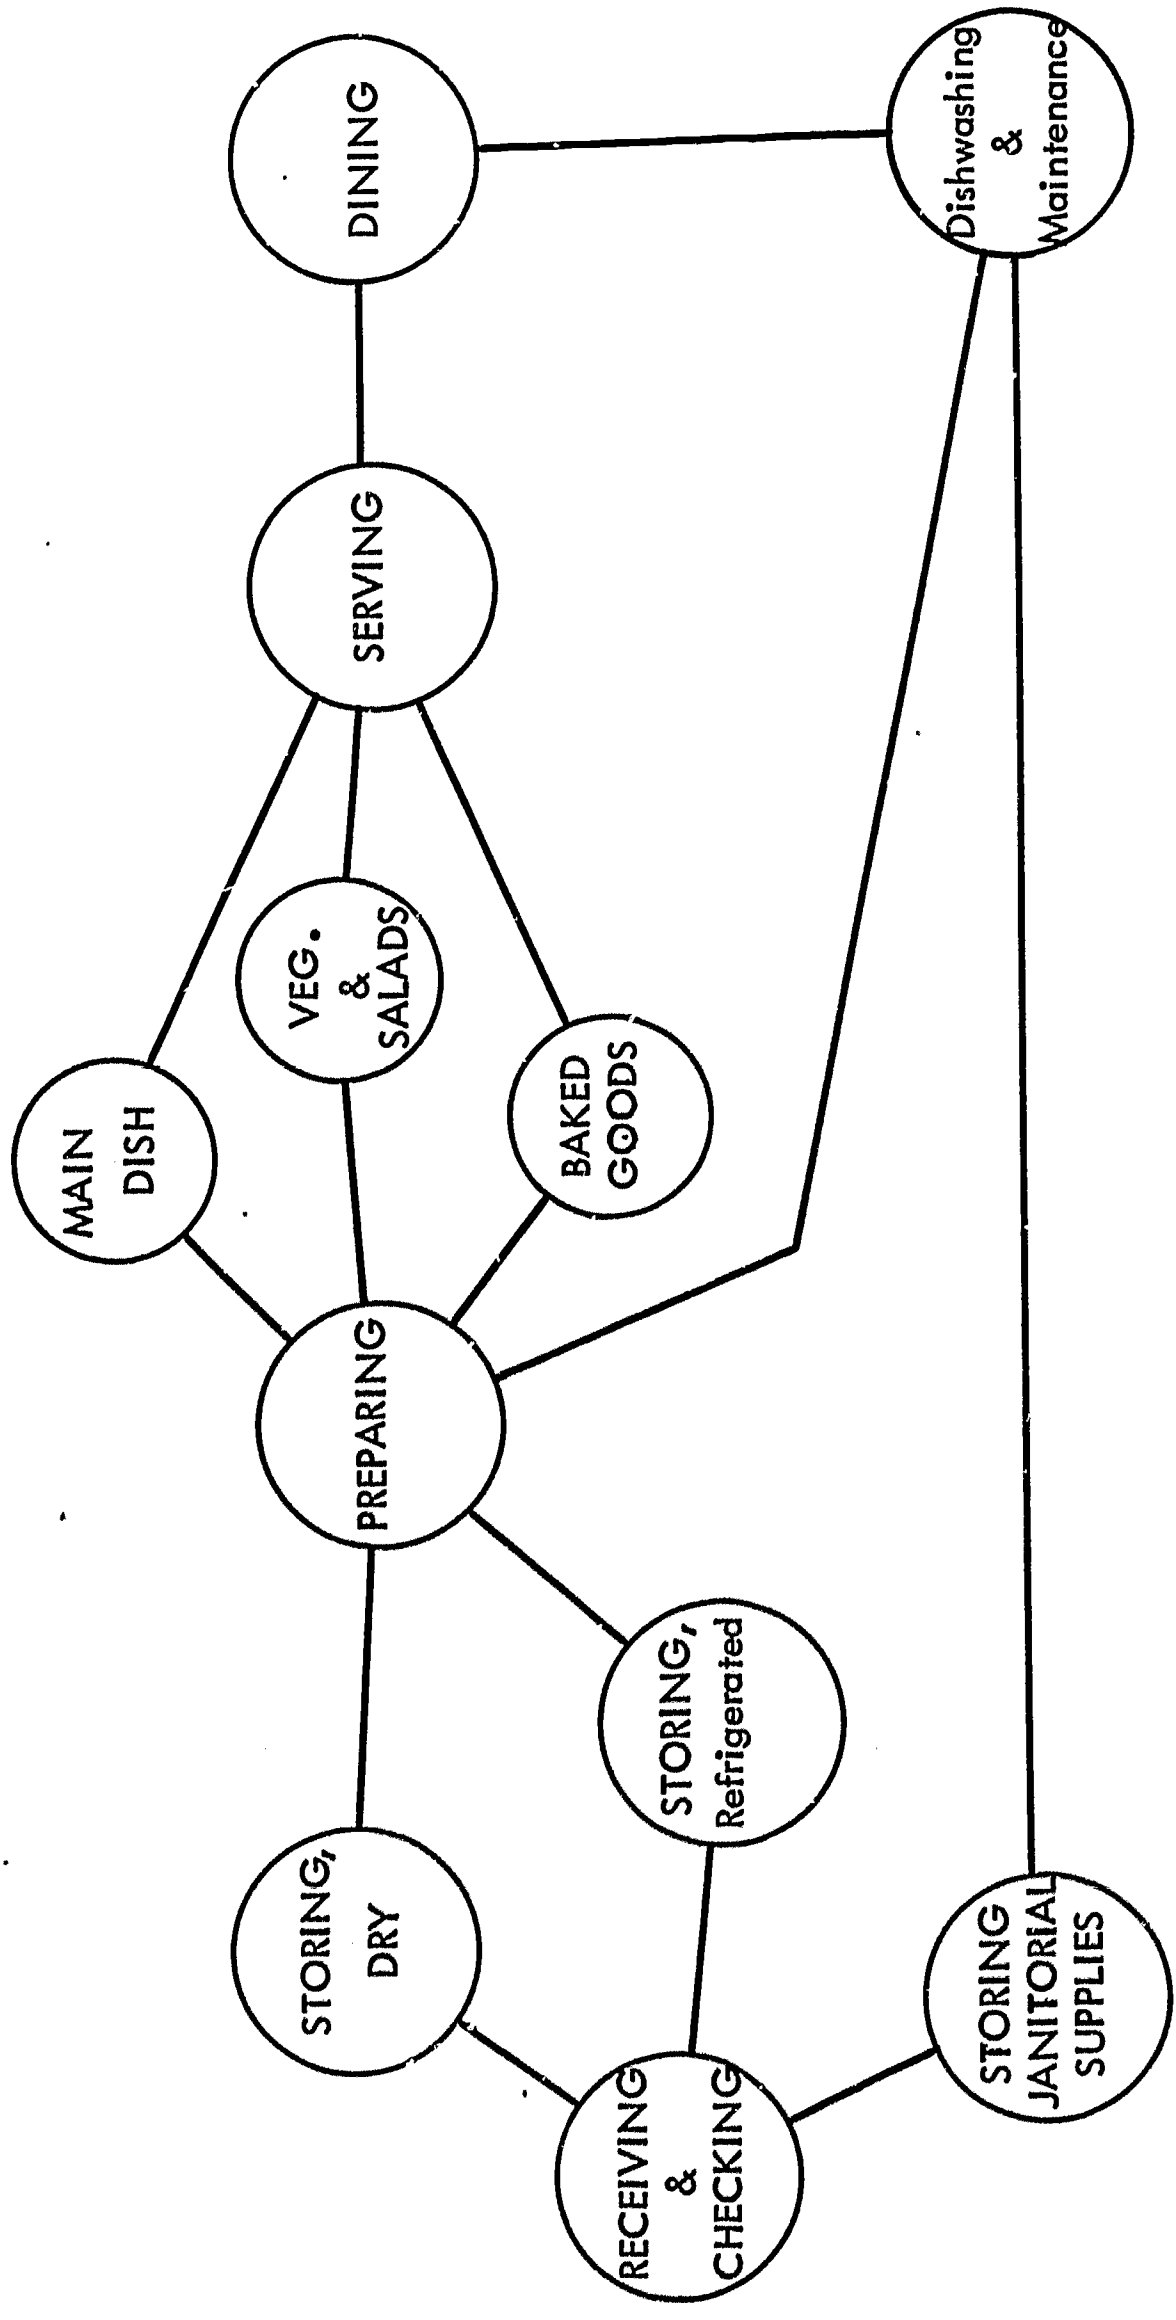 RECEIVING
&
CHECKING
STORING,
DRY
STORING,
Refrigerated
STORING
JANITORIAL
SUPPLIES
PREPARING
MAIN
DISH
VEG.
&
SALADS
BAKED
GOODS
SERVING
DINING
Dishwashing
&
Maintenance